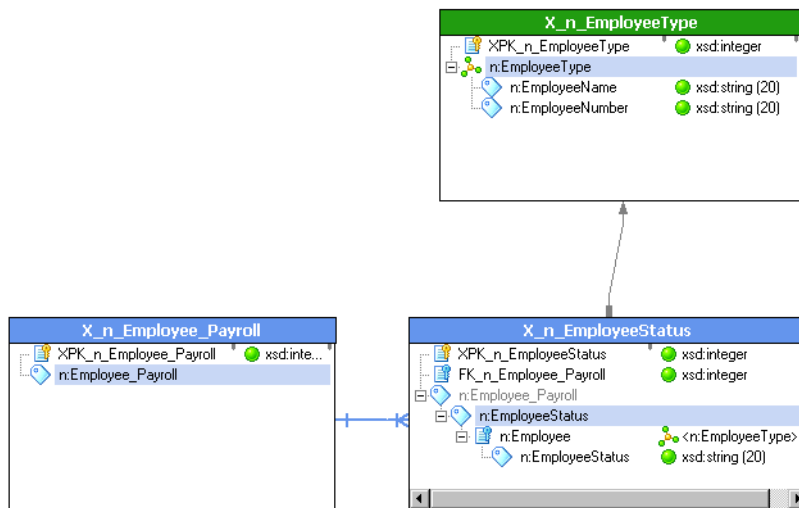 X_n_EmployeeType
XPK_n_EmployeeType xsd:integer
n:EmployeeType
n:EmployeeName xsd:string (20)
n:EmployeeNumber xsd:string (20)
X_n_Employee_Payroll
XPK_n_Employee_Payroll xsd:inte...
n:Employee_Payroll
X_n_EmployeeStatus
XPK_n_EmployeeStatus xsd:integer
FK_n_Employee_Payroll xsd:integer
n:Employee_Payroll
n:EmployeeStatus
n:Employee <n:EmployeeType>
n:EmployeeStatus xsd:string (20)